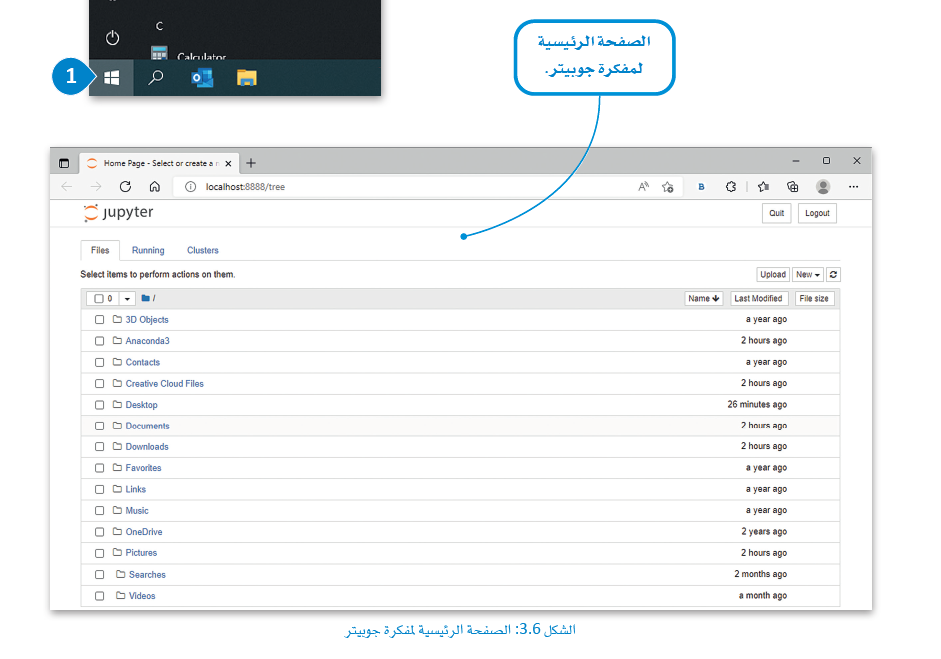 C
Calculator
1
الصفحة الرئيسية
لمفكرة جوبيتر.
Home Page - Select or create a
localhost:8888/tree
jupyter
Quit Logout
Files Running Clusters
Select items to perform actions on them.
Upload New
0 / Name Last Modified File size
3D Objects a year ago
Anaconda3 2 hours ago
Contacts a year ago
Creative Cloud Files 2 hours ago
Desktop 26 minutes ago
Documents 2 hours ago
Downloads 2 hours ago
Favorites a year ago
Links a year ago
Music a year ago
OneDrive 2 years ago
Pictures 2 hours ago
Searches 2 months ago
Videos a month ago
الشكل 3.6: الصفحة الرئيسية لمفكرة جوبيتر